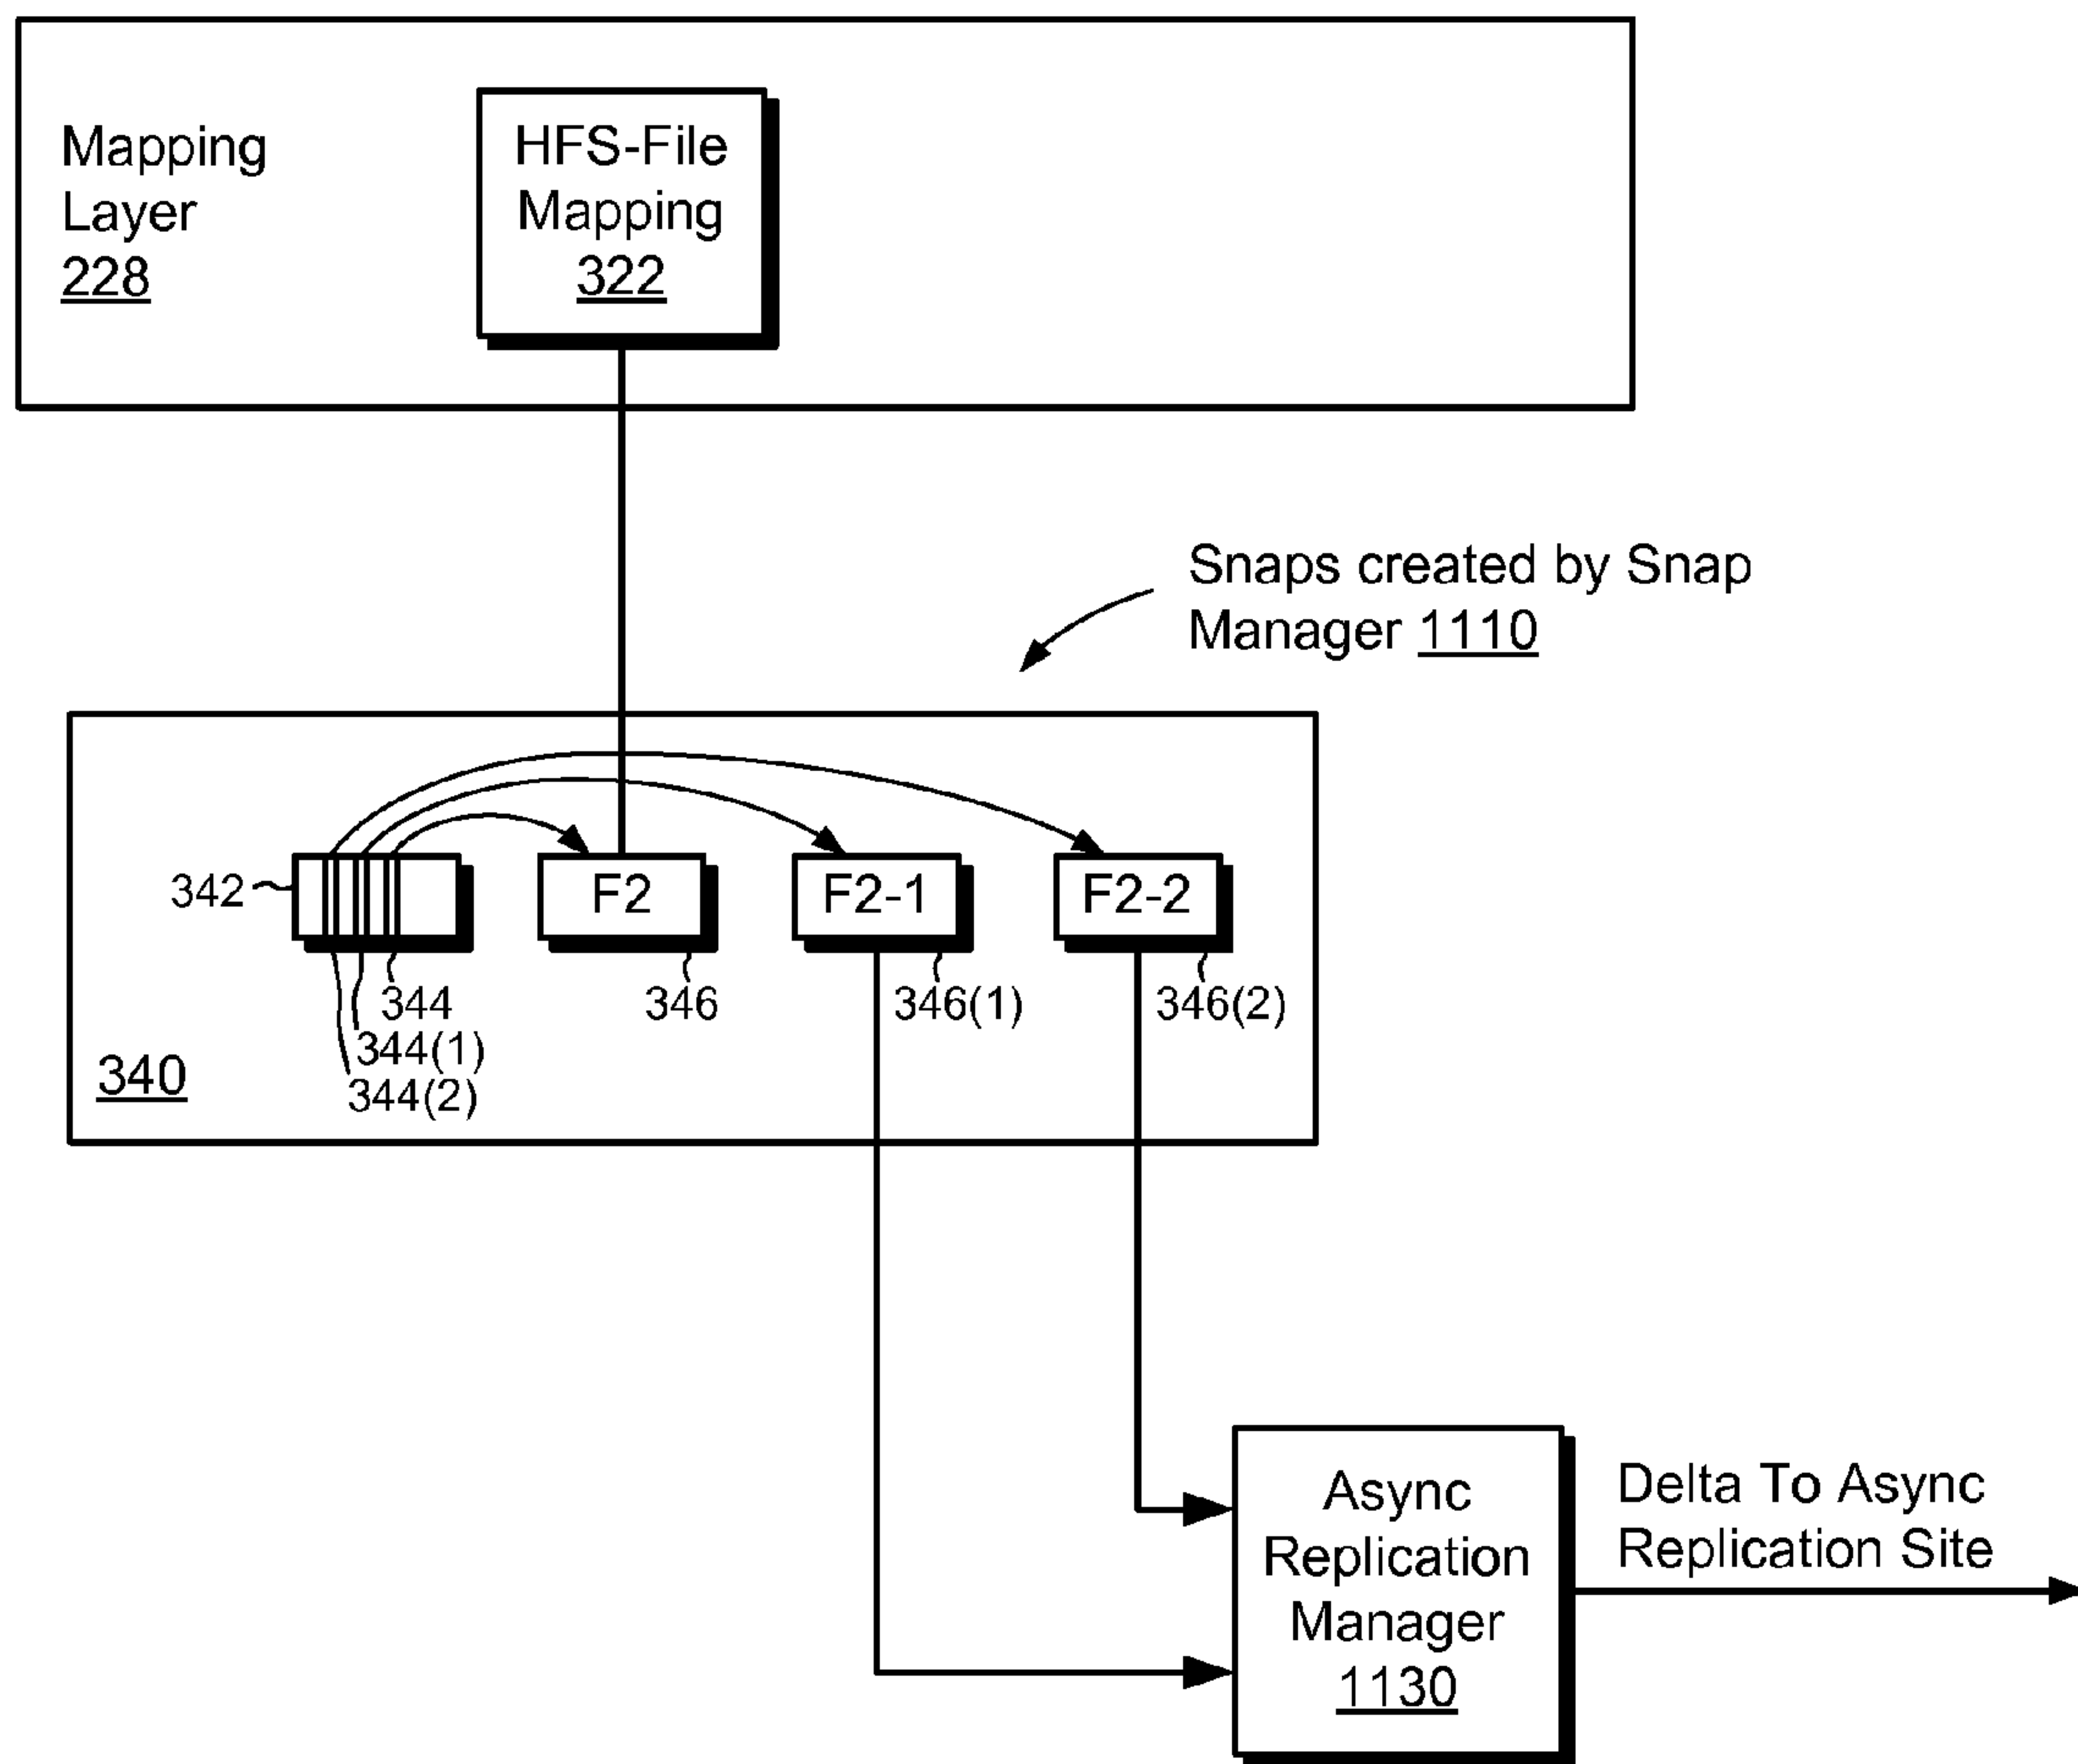 Mapping
Layer
228
HFS-File
Mapping
322
Snaps created by Snap
Manager 1110
342
F2
F2-1
F2-2
344
346
346(1)
346(2)
344(1)
344(2)
340
Async
Replication
Manager
1130
Delta To Async
Replication Site